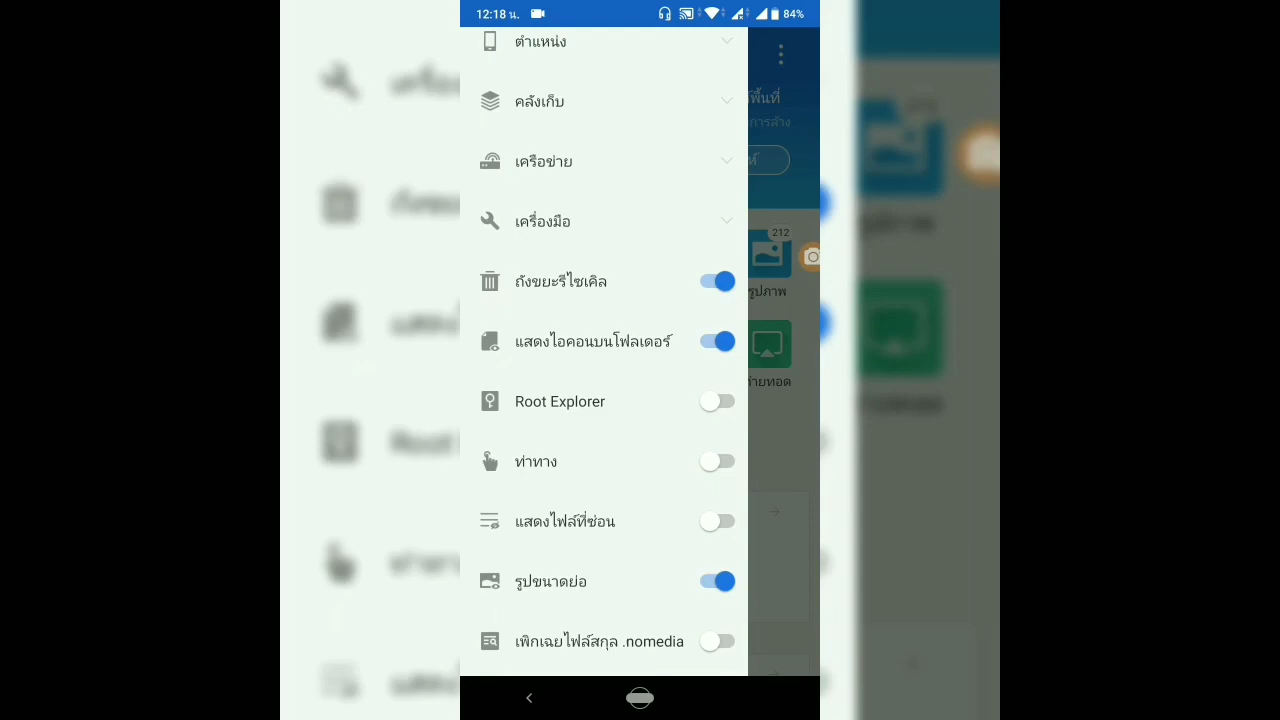 12:18 น.
84%
ตำแหน่ง
คลังเก็บ
เครือข่าย
เครื่องมือ
ถังขยะรีไซเคิล
แสดงไอคอนบนโฟลเดอร์
Root Explorer
ท่าทาง
แสดงไฟล์ที่ซ่อน
รูปขนาดย่อ
เพิกเฉยไฟล์สกุล .nomedia
212
รูปภาพ